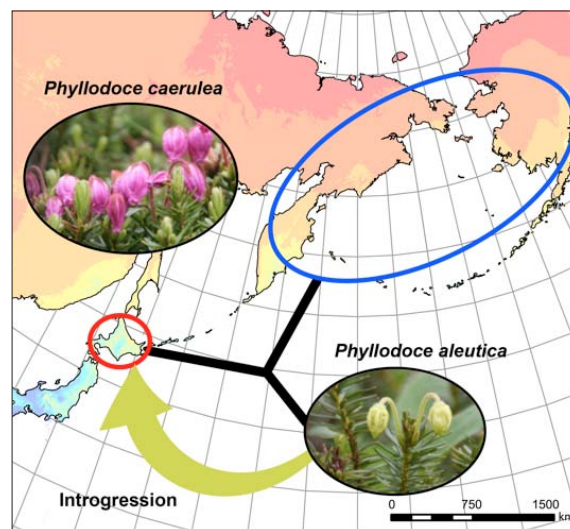 Phyllodoce caerulea
Phyllodoce aleutica
Introgression
0 750 1500
km